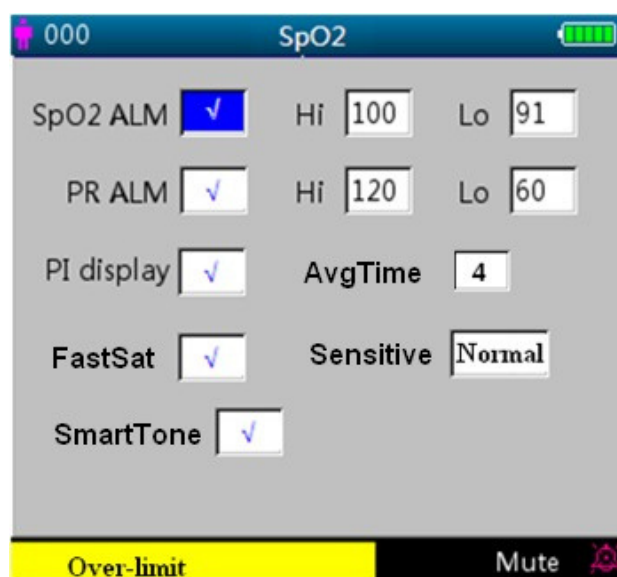 000 SpO2
SpO2 ALM √ Hi 100 Lo 91
PR ALM √ Hi 120 Lo 60
PI display √ AvgTime 4
FastSat √ Sensitive Normal
SmartTone √
Over-limit Mute